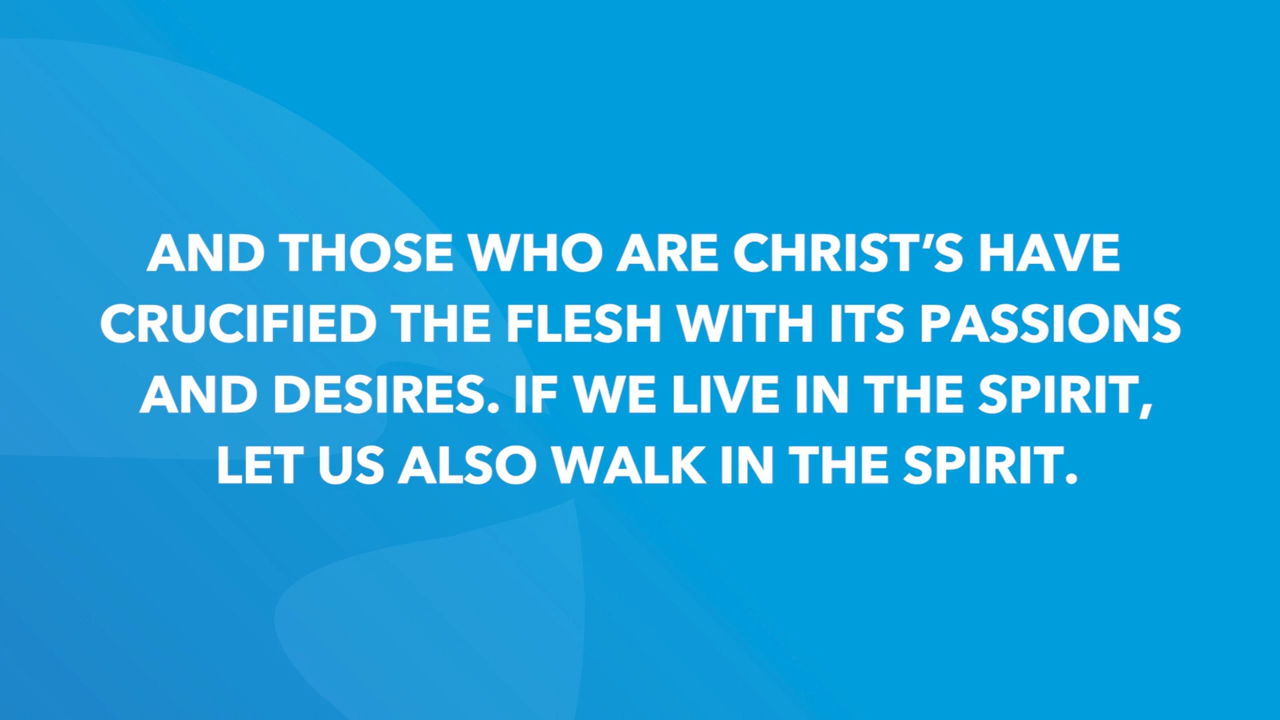 AND THOSE WHO ARE CHRIST’S HAVE
CRUCIFIED THE FLESH WITH ITS PASSIONS
AND DESIRES. IF WE LIVE IN THE SPIRIT,
LET US ALSO WALK IN THE SPIRIT.